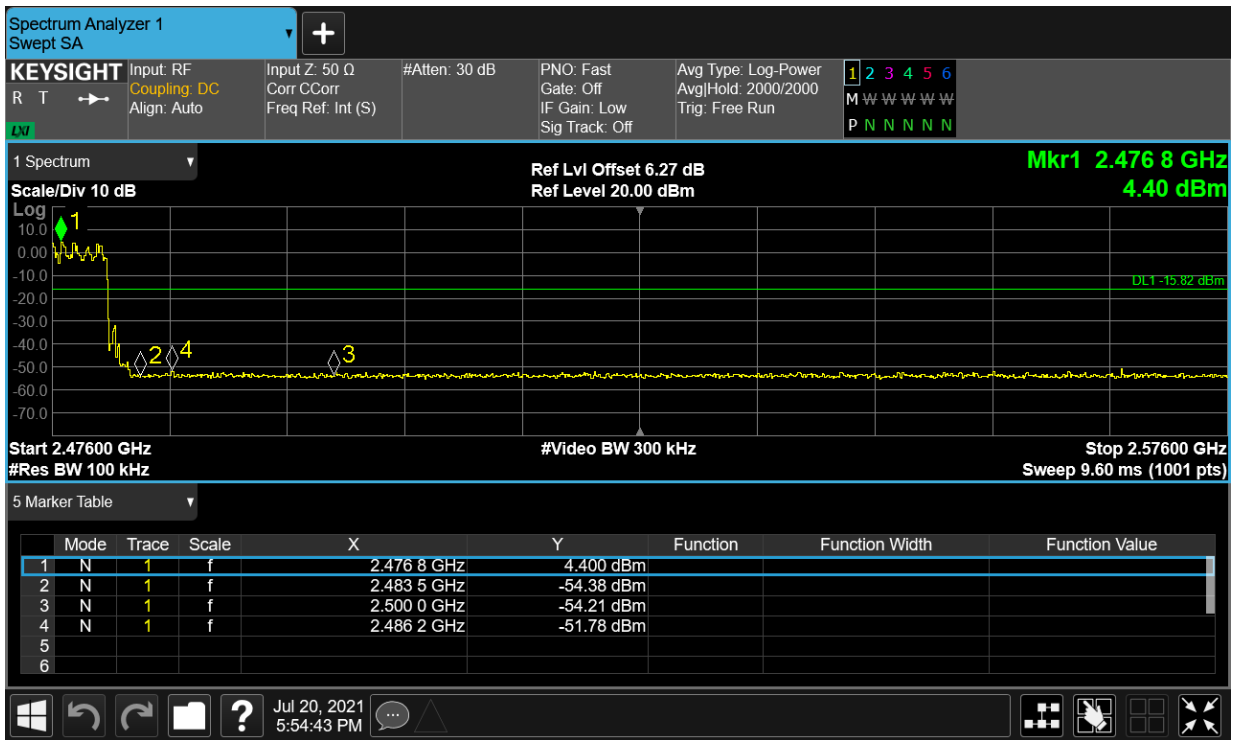 Spectrum Analyzer 1
Swept SA
+
KEYSIGHT
R T
LXI
Input: RF
Coupling: DC
Align: Auto
Input Z: 50 Ω
Corr CCorr
Freq Ref: Int (S)
#Atten: 30 dB
PNO: Fast
Gate: Off
IF Gain: Low
Sig Track: Off
Avg Type: Log-Power
Avg|Hold: 2000/2000
Trig: Free Run
1 2 3 4 5 6
M W W W W W
P N N N N N
1 Spectrum
Scale/Div 10 dB
Ref Lvl Offset 6.27 dB
Ref Level 20.00 dBm
Mkr1 2.476 8 GHz
4.40 dBm
Log
10.0
0.00
-10.0
-20.0
-30.0
-40.0
-50.0
-60.0
-70.0
1
2
4
3
DL1 -15.82 dBm
Start 2.47600 GHz
#Video BW 300 kHz
Stop 2.57600 GHz
#Res BW 100 kHz
Sweep 9.60 ms (1001 pts)
5 Marker Table
Mode Trace Scale X Y Function Function Width Function Value
1 N 1 f 2.476 8 GHz 4.400 dBm
2 N 1 f 2.483 5 GHz -54.38 dBm
3 N 1 f 2.500 0 GHz -54.21 dBm
4 N 1 f 2.486 2 GHz -51.78 dBm
5
6
?
Jul 20, 2021
5:54:43 PM